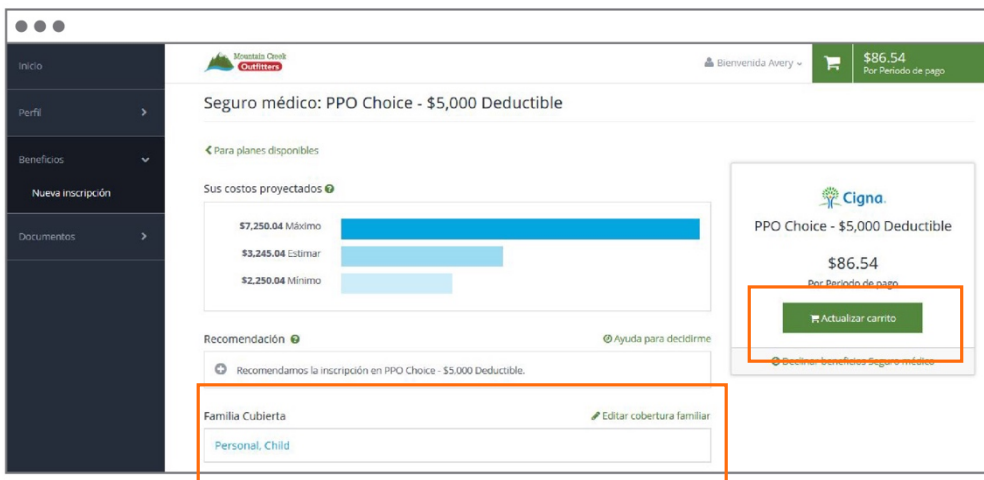 Inicio
Perfil
Beneficios
Nueva inscripción
Documentos
Mountain Creek
Outfitters
Bienvenida Avery
$86.54
Por Periodo de pago
Seguro médico: PPO Choice - $5,000 Deductible
Para planes disponibles
Sus costos proyectados
$7,250.04 Máximo
$3,245.04 Estimar
$2,250.04 Mínimo
Recomendación
Ayuda para decidirme
Recomendamos la inscripción en PPO Choice - $5,000 Deductible.
Familia Cubierta
Editar cobertura familiar
Personal, Child
Cigna.
PPO Choice - $5,000 Deductible
$86.54
Por Periodo de pago
Actualizar carrito
Declinar beneficios Seguro médico